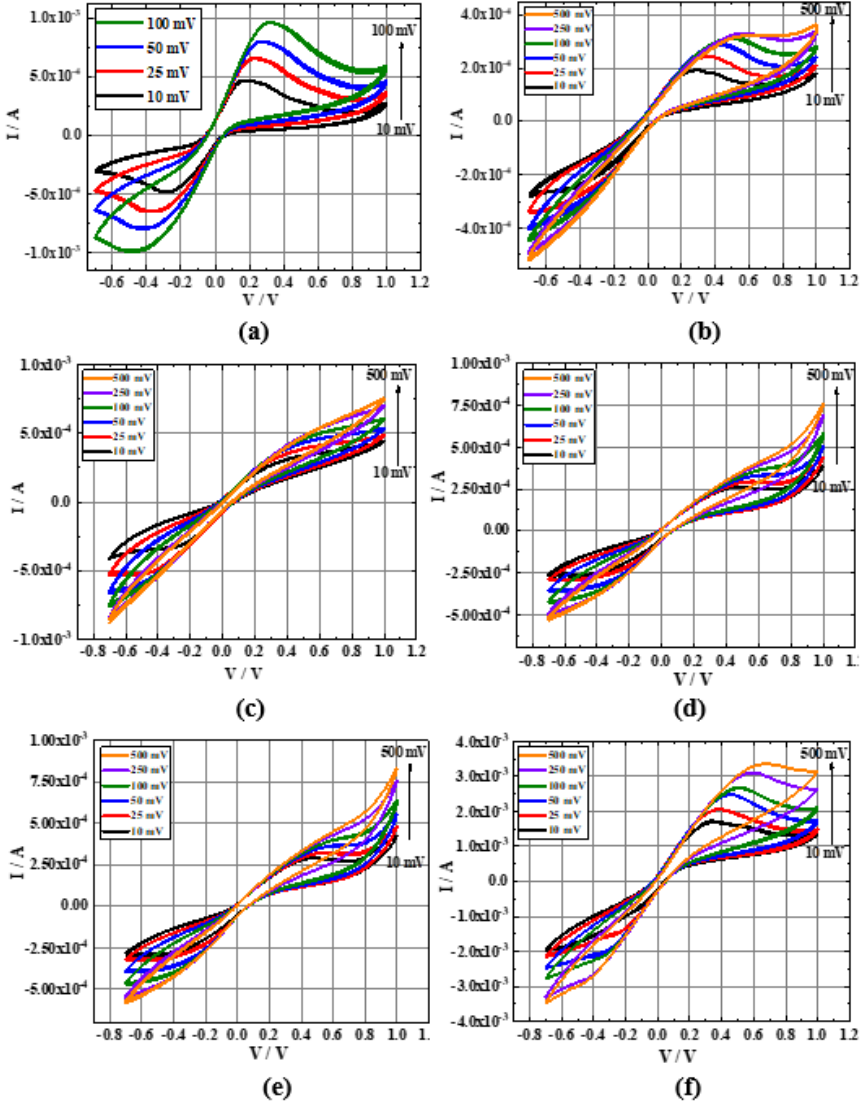 1.0x10⁻³
5.0x10⁻⁴
0.0
-5.0x10⁻⁴
-1.0x10⁻³
I / A
100 mV
50 mV
25 mV
10 mV
100 mV
10 mV
-0.6 -0.4 -0.2 0.0 0.2 0.4 0.6 0.8 1.0 1.2
V / V
(a)
4.0x10⁻⁴
2.0x10⁻⁴
0.0
-2.0x10⁻⁴
-4.0x10⁻⁴
I / A
500 mV
250 mV
100 mV
50 mV
25 mV
10 mV
500 mV
10 mV
-0.6 -0.4 -0.2 0.0 0.2 0.4 0.6 0.8 1.0 1.2
V / V
(b)
1.0x10⁻³
5.0x10⁻⁴
0.0
-5.0x10⁻⁴
-1.0x10⁻³
I / A
500 mV
250 mV
100 mV
50 mV
25 mV
10 mV
500 mV
10 mV
-0.8 -0.6 -0.4 -0.2 0.0 0.2 0.4 0.6 0.8 1.0 1.2
V / V
(c)
1.00x10⁻³
7.50x10⁻⁴
5.00x10⁻⁴
2.50x10⁻⁴
0.00
-2.50x10⁻⁴
-5.00x10⁻⁴
I / A
500 mV
250 mV
100 mV
50 mV
25 mV
10 mV
500 mV
10 mV
-0.8 -0.6 -0.4 -0.2 0.0 0.2 0.4 0.6 0.8 1.0 1.2
V / V
(d)
1.00x10⁻³
7.50x10⁻⁴
5.00x10⁻⁴
2.50x10⁻⁴
0.00
-2.50x10⁻⁴
-5.00x10⁻⁴
I / A
500 mV
250 mV
100 mV
50 mV
25 mV
10 mV
500 mV
10 mV
-0.6 -0.4 -0.2 0.0 0.2 0.4 0.6 0.8 1.0 1.
V / V
(e)
4.0x10⁻³
3.0x10⁻³
2.0x10⁻³
1.0x10⁻³
0.0
-1.0x10⁻³
-2.0x10⁻³
-3.0x10⁻³
-4.0x10⁻³
I / A
500 mV
250 mV
100 mV
50 mV
25 mV
10 mV
500 mV
10 mV
-0.6 -0.4 -0.2 0.0 0.2 0.4 0.6 0.8 1.0 1.2
V / V
(f)